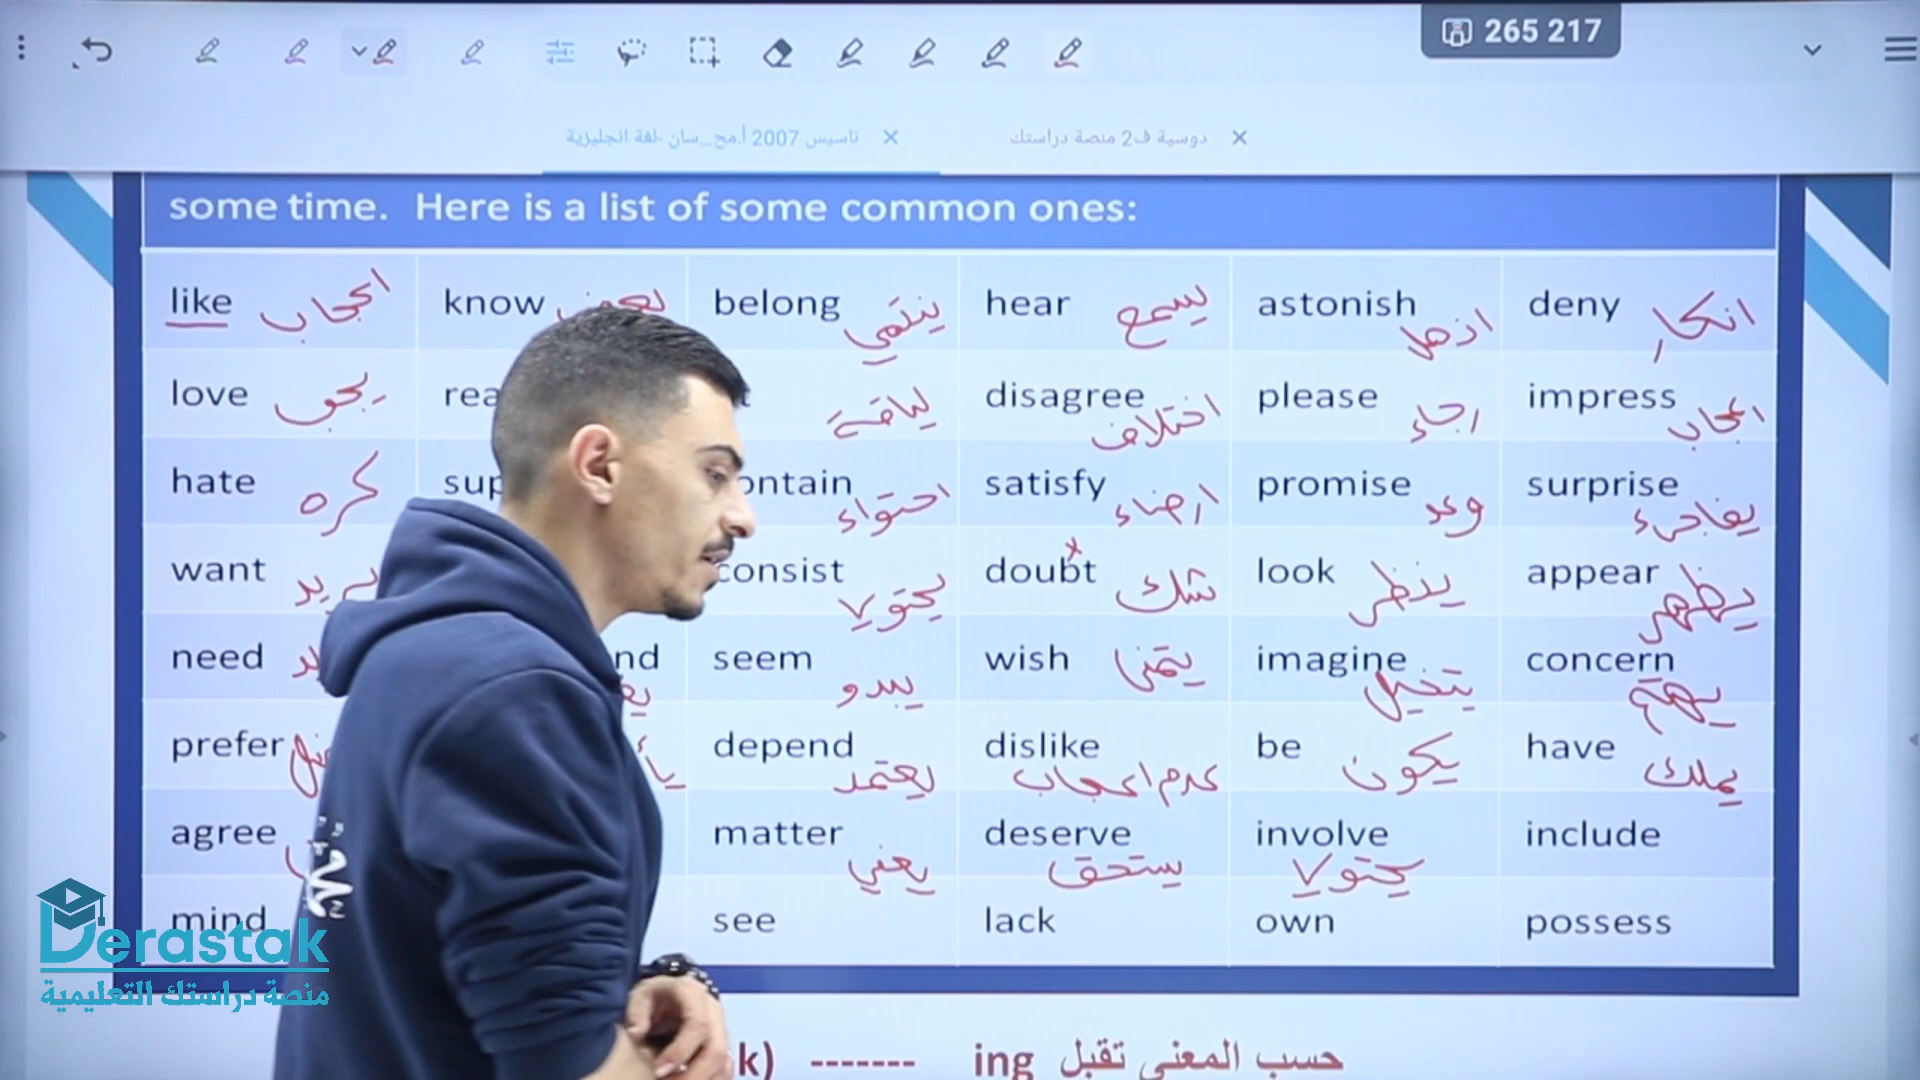 265 217
تاسيس 2007 أ.مح...سان -لغة انجليزية
دوسية ف2 منصة دراستك
some time. Here is a list of some common ones:
like اعجاب know belong ينتمي hear يسمع astonish deny انكار
love يحب disagree اختلاف please رجاء impress اعجاب
hate كره contain احتواء satisfy ارضاء promise وعد surprise يفاجئ
want يريد consist يحتوي doubt شك look ينظر appear يظهر
need seem يبدو wish يتمنى imagine يتخيل concern يهتم
prefer depend يعتمد dislike عدم اعجاب be يكون have يملك
agree matter يعني deserve يستحق involve يحتوي include
mind see lack own possess
k) ------- ing حسب المعنى تقبل
Derastak
منصة دراستك التعليمية